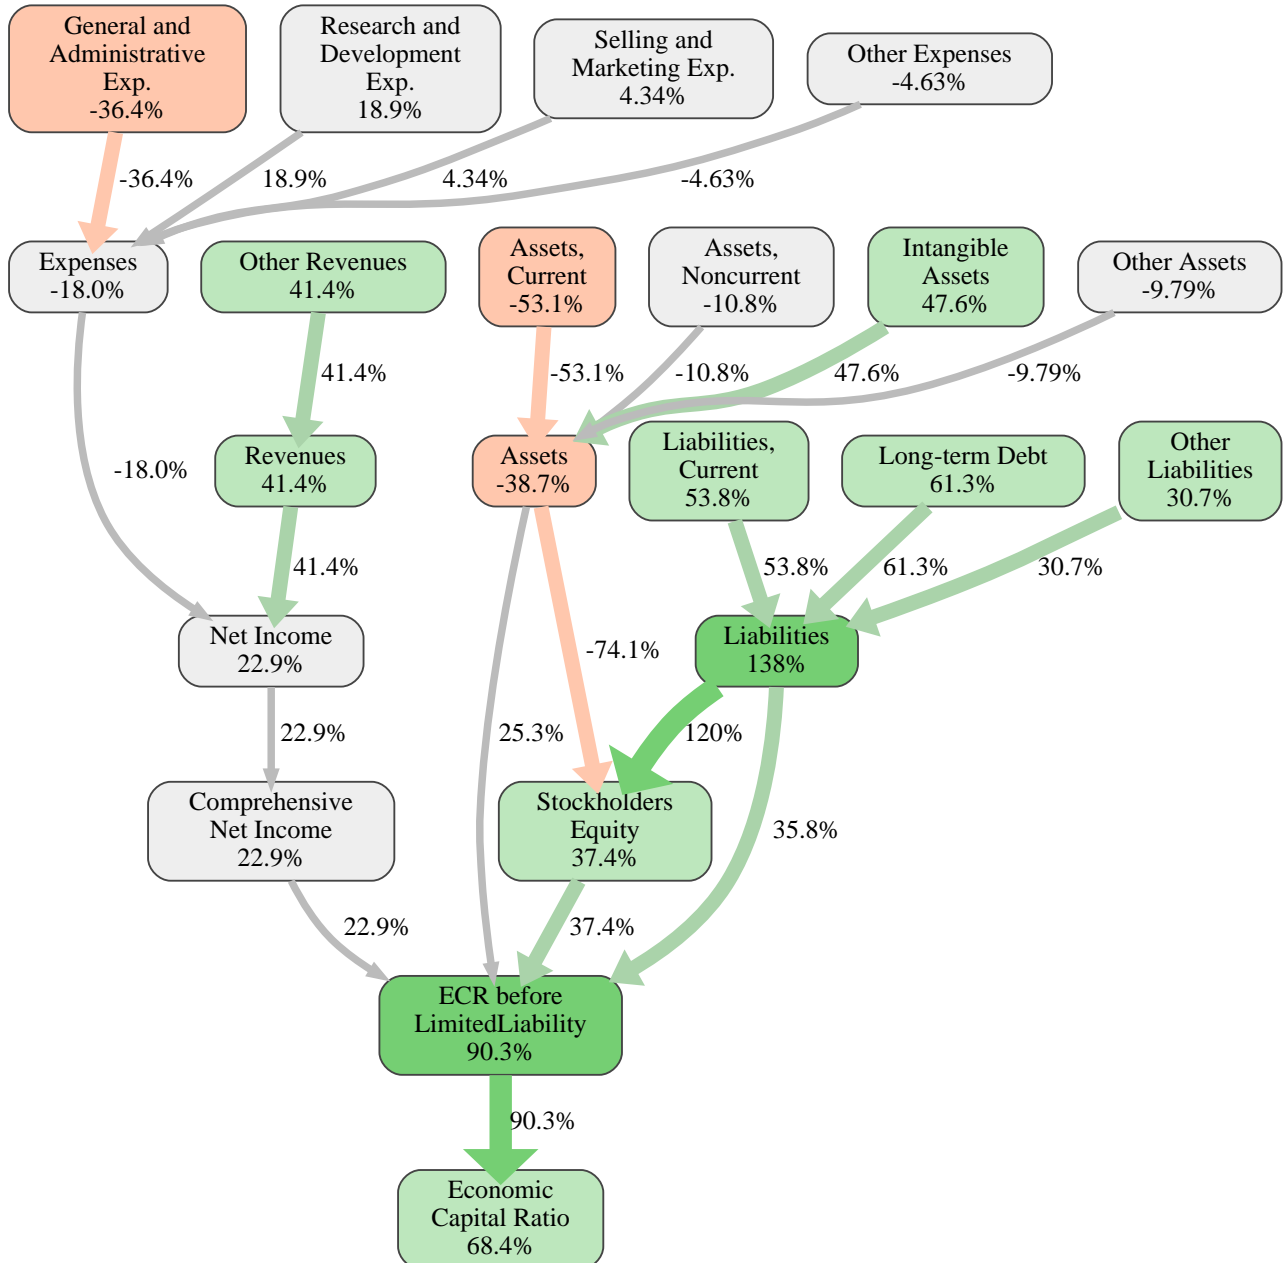 General and
Administrative
Exp.
-36.4%
Research and
Development
Exp.
18.9%
Selling and
Marketing Exp.
4.34%
Other Expenses
-4.63%
-36.4%
18.9%
4.34%
-4.63%
Expenses
-18.0%
Other Revenues
41.4%
Assets,
Current
-53.1%
Assets,
Noncurrent
-10.8%
Intangible
Assets
47.6%
Other Assets
-9.79%
41.4%
-53.1%
-10.8%
47.6%
-9.79%
-18.0%
Revenues
41.4%
Assets
-38.7%
Liabilities,
Current
53.8%
Long-term Debt
61.3%
Other
Liabilities
30.7%
41.4%
53.8%
61.3%
30.7%
Net Income
22.9%
-74.1%
Liabilities
138%
22.9%
25.3%
120%
Comprehensive
Net Income
22.9%
Stockholders
Equity
37.4%
35.8%
22.9%
37.4%
ECR before
LimitedLiability
90.3%
90.3%
Economic
Capital Ratio
68.4%